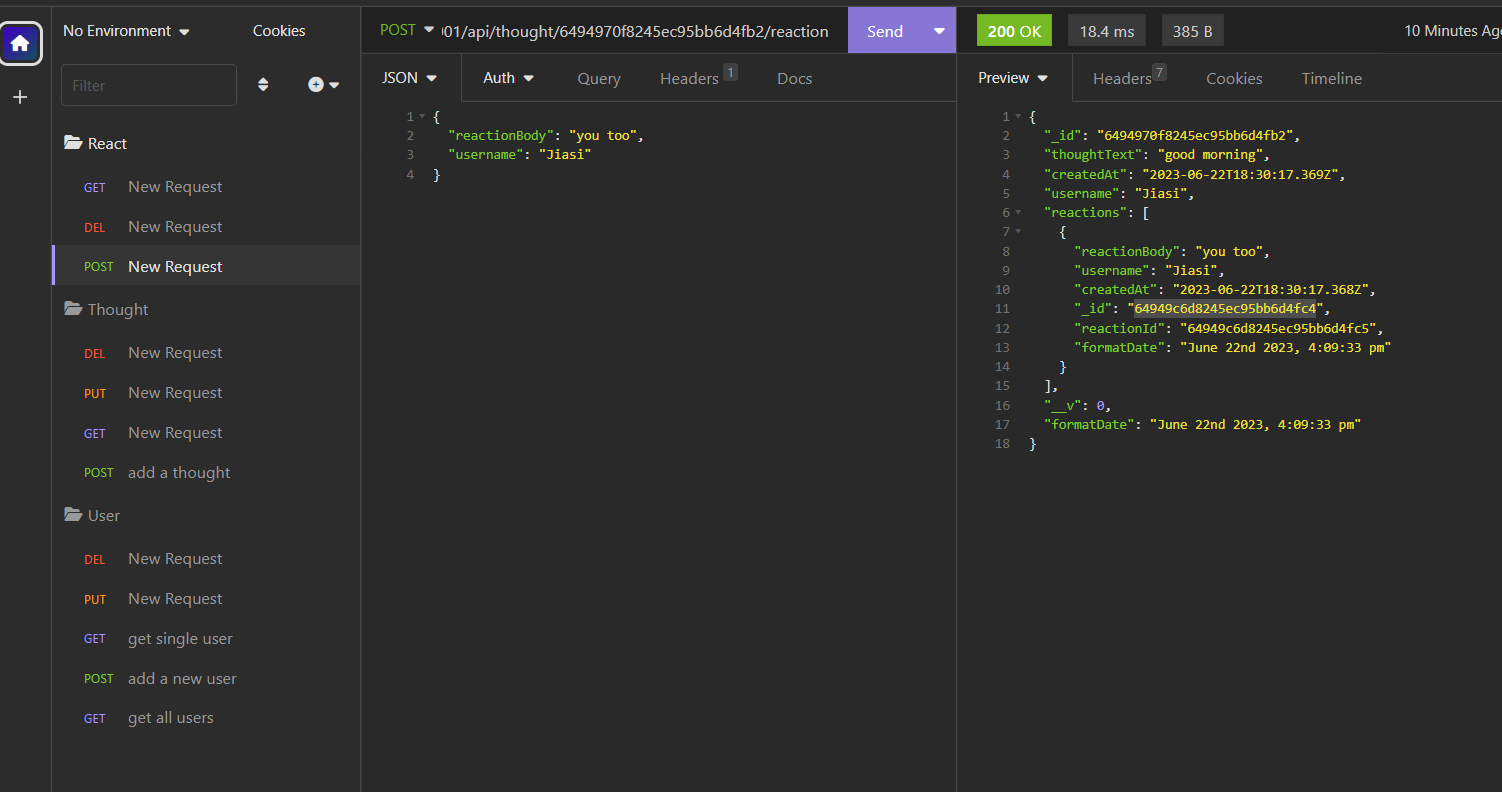 No Environment
Cookies
Filter
React
GET New Request
DEL New Request
POST New Request
Thought
DEL New Request
PUT New Request
GET New Request
POST add a thought
User
DEL New Request
PUT New Request
GET get single user
POST add a new user
GET get all users
POST 01/api/thought/6494970f8245ec95bb6d4fb2/reaction Send
JSON Auth Query Headers 1 Docs
1 {
2 "reactionBody": "you too",
3 "username": "Jiasi"
4 }
200 OK 18.4 ms 385 B 10 Minutes Ago
Preview Headers 7 Cookies Timeline
1 {
2 "_id": "6494970f8245ec95bb6d4fb2",
3 "thoughtText": "good morning",
4 "createdAt": "2023-06-22T18:30:17.369Z",
5 "username": "Jiasi",
6 "reactions": [
7 {
8 "reactionBody": "you too",
9 "username": "Jiasi",
10 "createdAt": "2023-06-22T18:30:17.368Z",
11 "_id": "64949c6d8245ec95bb6d4fc4",
12 "reactionId": "64949c6d8245ec95bb6d4fc5",
13 "formatDate": "June 22nd 2023, 4:09:33 pm"
14 }
15 ],
16 "__v": 0,
17 "formatDate": "June 22nd 2023, 4:09:33 pm"
18 }